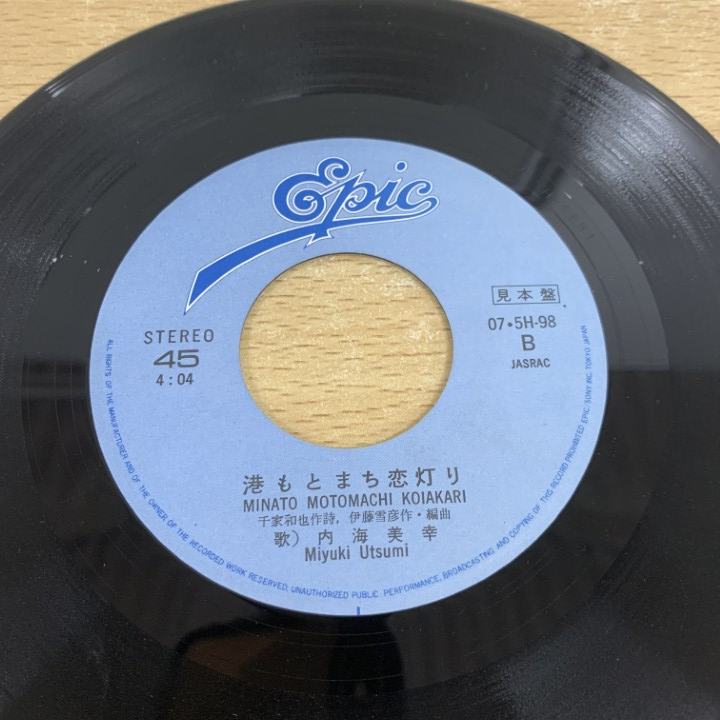 Epic
見本盤
STEREO
45
4:04
07・5H-98
B
JASRAC
港もとまち恋灯り
MINATO MOTOMACHI KOIAKARI
千家和也作詩, 伊藤雪彦作・編曲
歌) 内海美幸
Miyuki Utsumi
ALL RIGHTS OF THE MANUFACTURER AND OF THE OWNER OF THE RECORDED WORK RESERVED, UNAUTHORIZED PUBLIC PERFORMANCE, BROADCASTING AND COPYING OF THIS RECORD PROHIBITED EPIC/SONY INC. TOKYO JAPAN